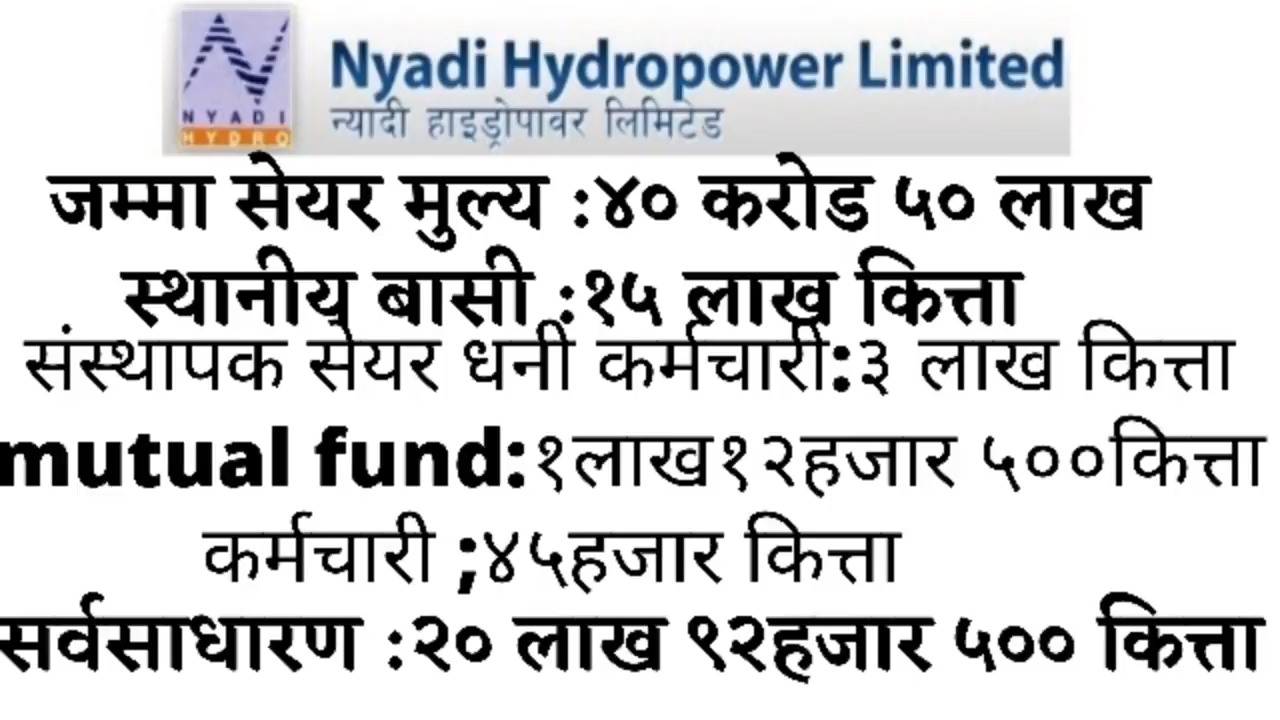 NYADI
HYDRO
Nyadi Hydropower Limited
न्यादी हाइड्रोपावर लिमिटेड
जम्मा सेयर मुल्य :४० करोड ५० लाख
स्थानीय बासी :१५ लाख कित्ता
संस्थापक सेयर धनी कर्मचारी:३ लाख कित्ता
mutual fund:१लाख१२हजार ५००कित्ता
कर्मचारी ;४५हजार कित्ता
सर्वसाधारण :२० लाख ९२हजार ५०० कित्ता